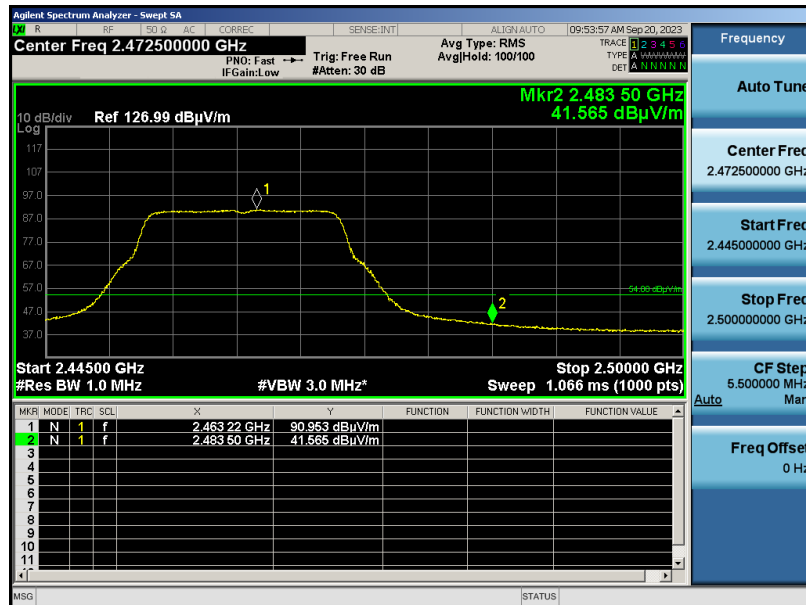 Agilent Spectrum Analyzer - Swept SA
LXI R RF 50 Ω AC CORREC SENSE:INT ALIGN AUTO 09:53:57 AM Sep 20, 2023
Center Freq 2.472500000 GHz
PNO: Fast
IFGain:Low
Trig: Free Run
#Atten: 30 dB
Avg Type: RMS
Avg|Hold: 100/100
TRACE 1 2 3 4 5 6
TYPE A WWWWW
DET A N N N N N
Mkr2 2.483 50 GHz
41.565 dBµV/m
10 dB/div Ref 126.99 dBµV/m
Log
117
107
97.0
87.0
77.0
67.0
57.0
47.0
37.0
1
54.00 dBµV/m
2
Start 2.44500 GHz Stop 2.50000 GHz
#Res BW 1.0 MHz #VBW 3.0 MHz* Sweep 1.066 ms (1000 pts)
MKR MODE TRC SCL X Y FUNCTION FUNCTION WIDTH FUNCTION VALUE
1 N 1 f 2.463 22 GHz 90.953 dBµV/m
2 N 1 f 2.483 50 GHz 41.565 dBµV/m
3
4
5
6
7
8
9
10
11
MSG STATUS
Frequency
Auto Tune
Center Freq
2.472500000 GHz
Start Freq
2.445000000 GHz
Stop Freq
2.500000000 GHz
CF Step
5.500000 MHz
Auto Man
Freq Offset
0 Hz